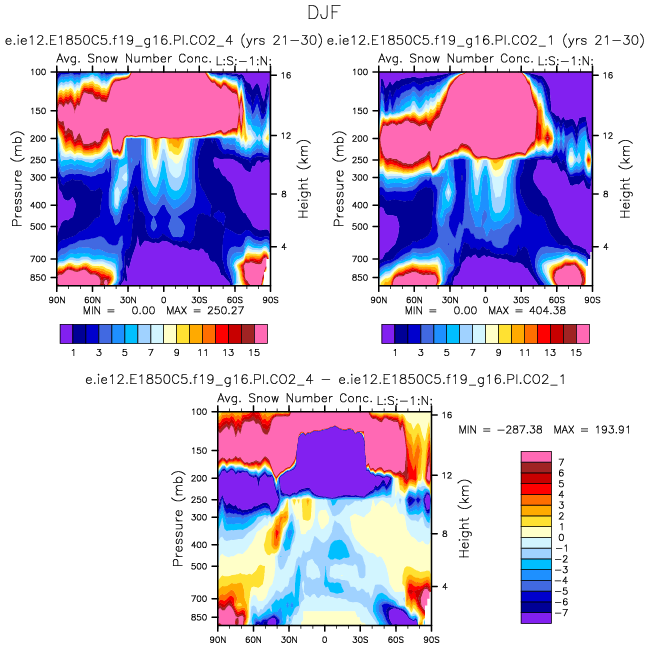 DJF
e.ie12.E1850C5.f19_g16.PI.CO2_4 (yrs 21-30) e.ie12.E1850C5.f19_g16.PI.CO2_1 (yrs 21-30)
Avg. Snow Number Conc. L:S:-1:N: Avg. Snow Number Conc. L:S:-1:N:
100 16 100 16
150 150
200 12 200 12
250 250
300 300
8 8
400 400
500 500
4 4
700 700
850 850
Pressure (mb) Height (km) Pressure (mb) Height (km)
90N 60N 30N 0 30S 60S 90S 90N 60N 30N 0 30S 60S 90S
MIN = 0.00 MAX = 250.27 MIN = 0.00 MAX = 404.38
1 3 5 7 9 11 13 15 1 3 5 7 9 11 13 15
e.ie12.E1850C5.f19_g16.PI.CO2_4 - e.ie12.E1850C5.f19_g16.PI.CO2_1
Avg. Snow Number Conc. L:S:-1:N:
MIN = -287.38 MAX = 193.91
100 16
150
200 12
250
300
8
400
500
4
700
850
Pressure (mb) Height (km)
90N 60N 30N 0 30S 60S 90S
7
6
5
4
3
2
1
0
-1
-2
-3
-4
-5
-6
-7